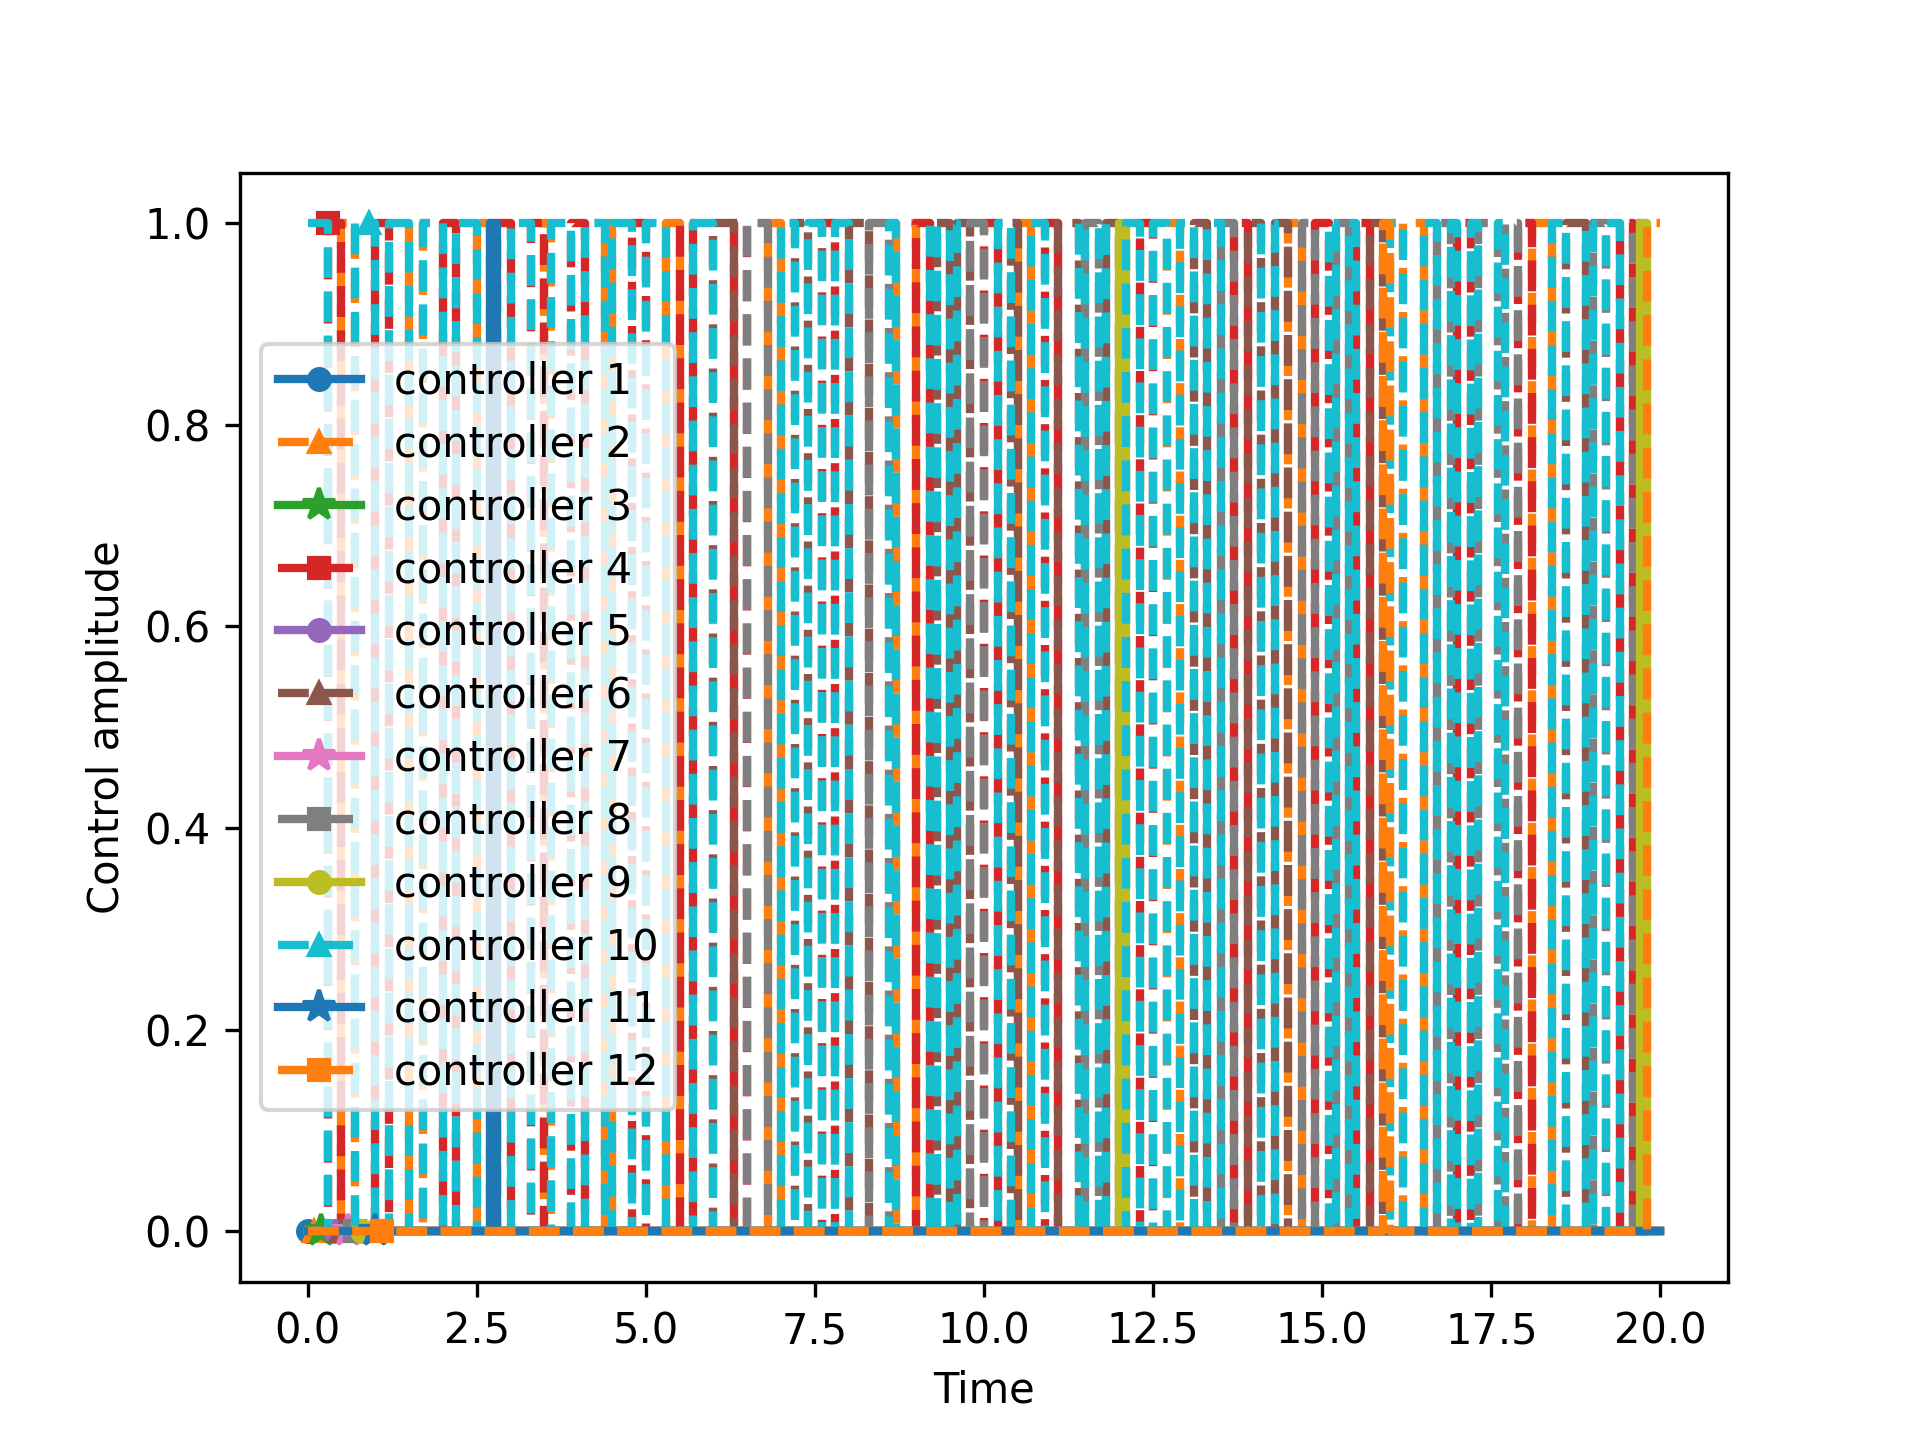 1.0
0.8
0.6
0.4
0.2
0.0
Control amplitude
controller 1
controller 2
controller 3
controller 4
controller 5
controller 6
controller 7
controller 8
controller 9
controller 10
controller 11
controller 12
0.0 2.5 5.0 7.5 10.0 12.5 15.0 17.5 20.0
Time